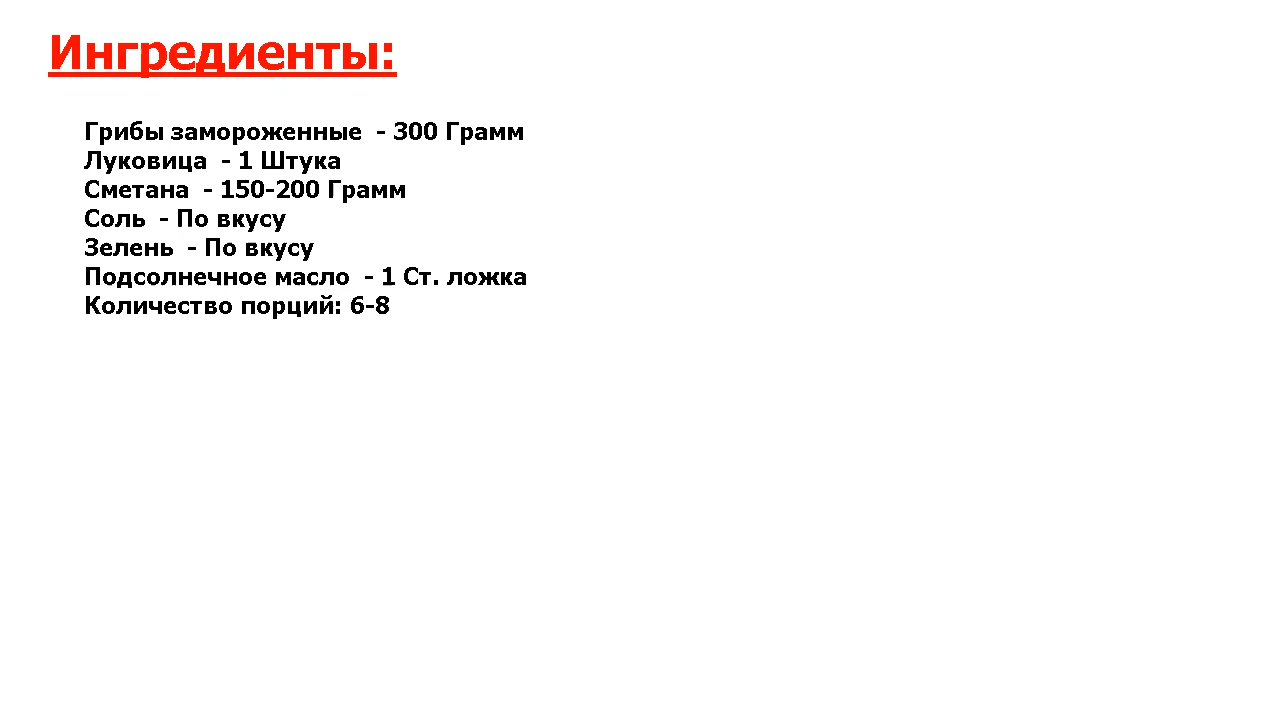 Ингредиенты:
Грибы замороженные  - 300 Грамм
Луковица  - 1 Штука
Сметана  - 150-200 Грамм
Соль  - По вкусу
Зелень  - По вкусу
Подсолнечное масло  - 1 Ст. ложка
Количество порций: 6-8